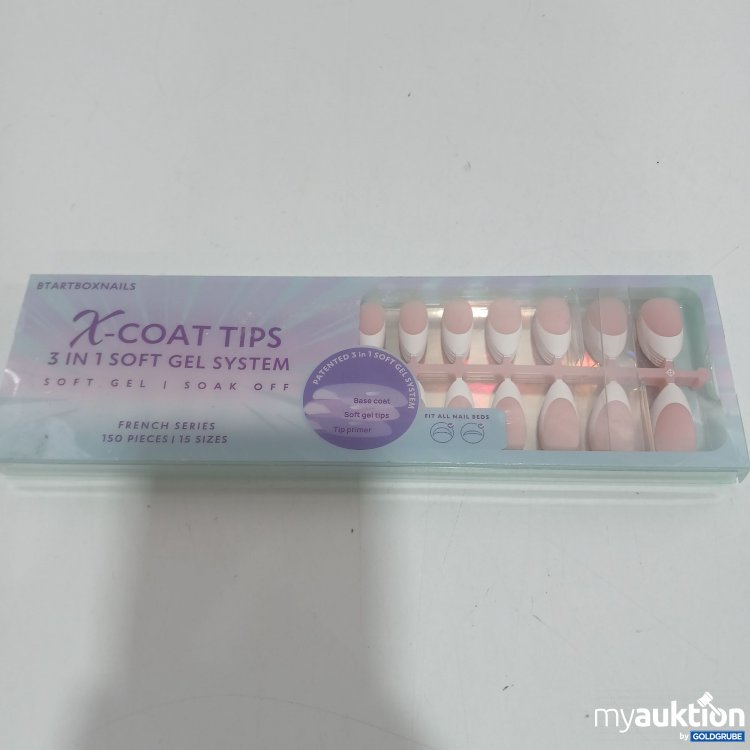 BTARTBOXNAILS
X-COAT TIPS
3 IN 1 SOFT GEL SYSTEM
SOFT GEL | SOAK OFF
FRENCH SERIES
150 PIECES | 15 SIZES
PATENTED 3 in 1 SOFT GEL SYSTEM
Base coat
Soft gel tips
Tip primer
FIT ALL NAIL BEDS
myauktion
by GOLDGRUBE